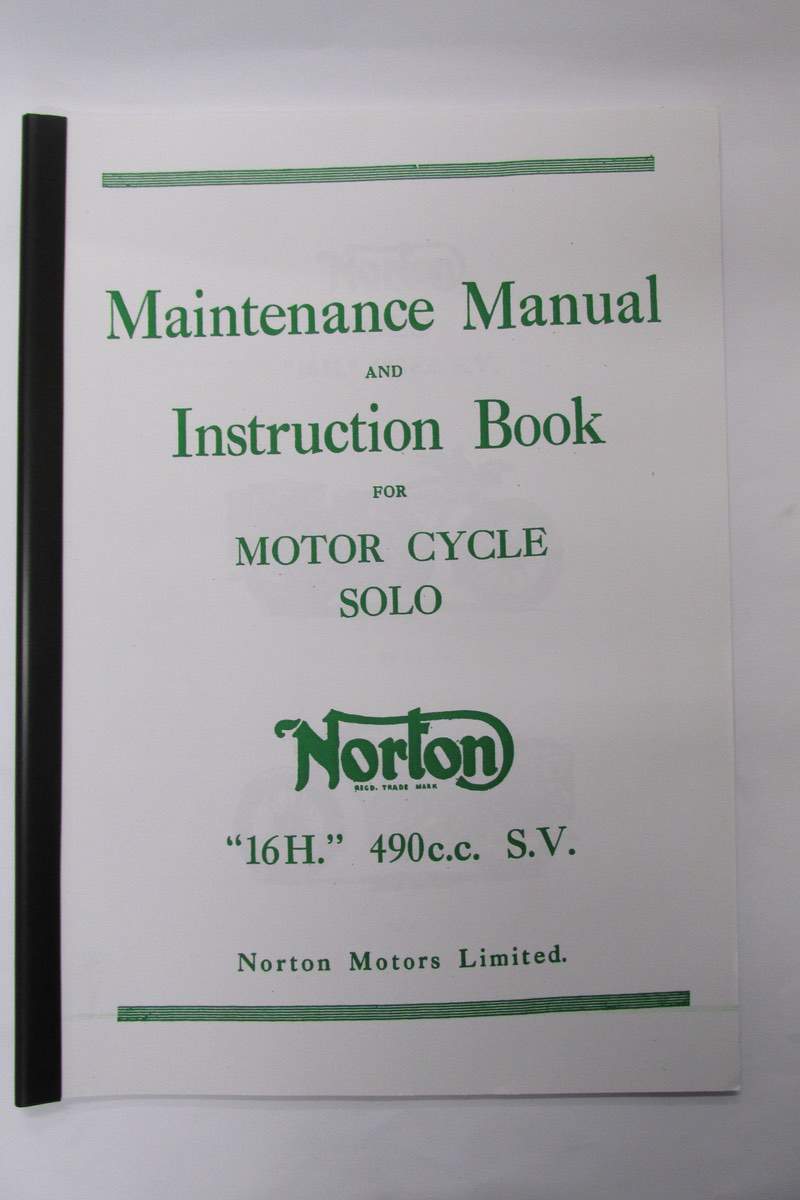 Maintenance Manual
AND
Instruction Book
FOR
MOTOR CYCLE
SOLO
Norton
REGD. TRADE MARK
“16H.” 490c.c. S.V.
Norton Motors Limited.